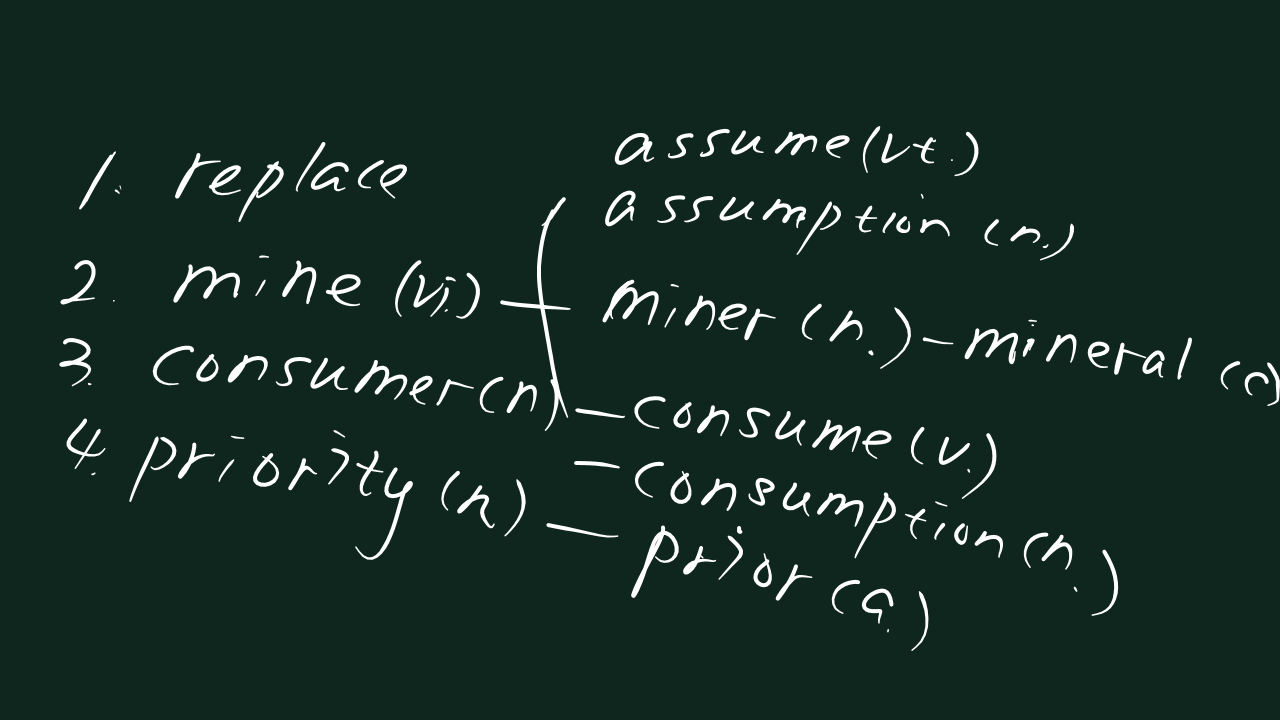 assume (vt.)
1. replace
assumption (n.)
2. mine (vi.) — miner (n.) — mineral
3. consumer (n) — consume (v.)
— consumption (n.)
4. priority (n) — prior (a.)